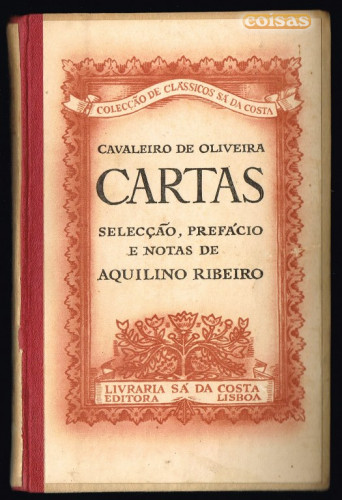 coisas
COLECÇÃO DE CLÁSSICOS SÁ DA COSTA
CAVALEIRO DE OLIVEIRA
CARTAS
SELECÇÃO, PREFÁCIO
E NOTAS DE
AQUILINO RIBEIRO
LIVRARIA SÁ DA COSTA
EDITORA LISBOA